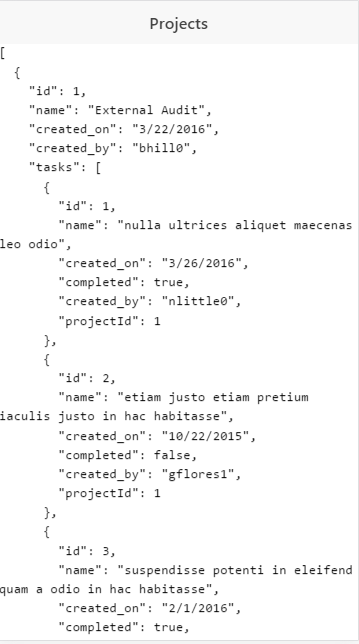 Projects
[
  {
    "id": 1,
    "name": "External Audit",
    "created_on": "3/22/2016",
    "created_by": "bhill0",
    "tasks": [
      {
        "id": 1,
        "name": "nulla ultrices aliquet maecenas
leo odio",
        "created_on": "3/26/2016",
        "completed": true,
        "created_by": "nlittle0",
        "projectId": 1
      },
      {
        "id": 2,
        "name": "etiam justo etiam pretium
iaculis justo in hac habitasse",
        "created_on": "10/22/2015",
        "completed": false,
        "created_by": "gflores1",
        "projectId": 1
      },
      {
        "id": 3,
        "name": "suspendisse potenti in eleifend
quam a odio in hac habitasse",
        "created_on": "2/1/2016",
        "completed": true,